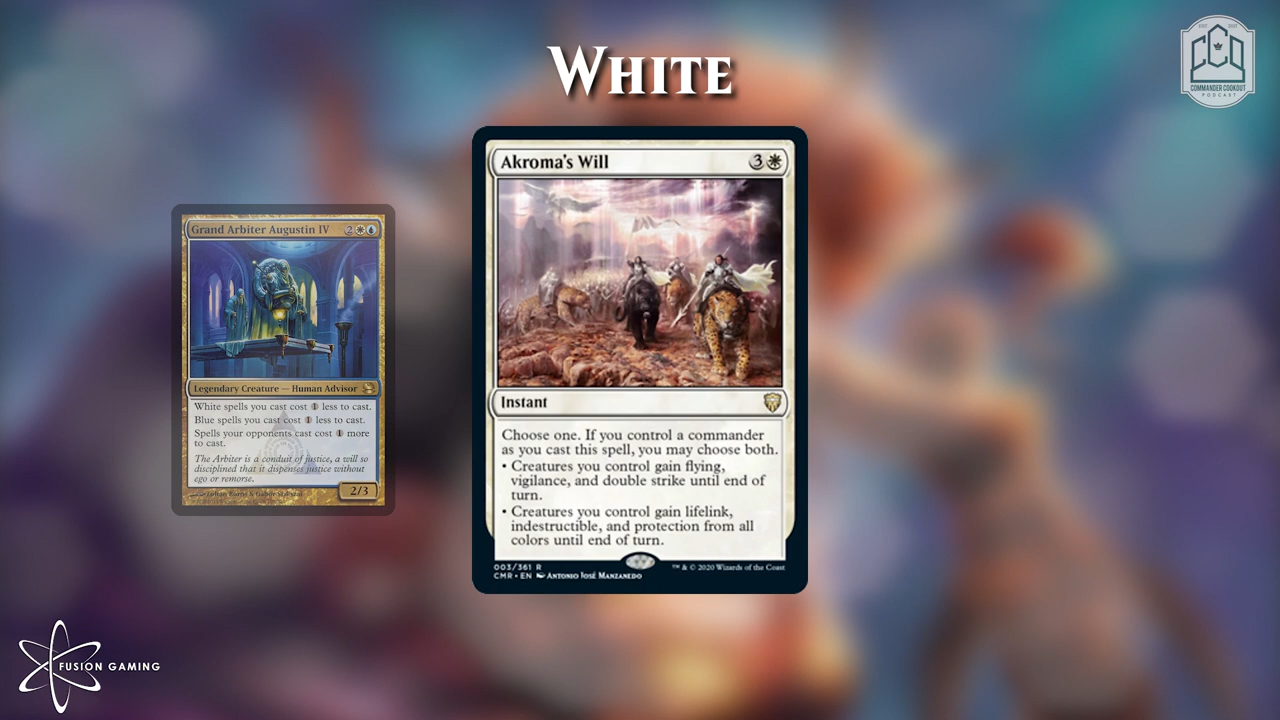 White
COMMANDER COOKOUT
PODCAST
Grand Arbiter Augustin IV 2
Legendary Creature — Human Advisor
White spells you cast cost 1 less to cast.
Blue spells you cast cost 1 less to cast.
Spells your opponents cast cost 1 more
to cast.
The Arbiter is a conduit of justice, a will so
disciplined that it dispenses justice without
ego or remorse.
2/3
Akroma's Will 3
Instant
Choose one. If you control a commander
as you cast this spell, you may choose both.
• Creatures you control gain flying,
vigilance, and double strike until end of
turn.
• Creatures you control gain lifelink,
indestructible, and protection from all
colors until end of turn.
003/361 R
CMR • EN Antonio José Manzanedo
™ & © 2020 Wizards of the Coast
FUSION GAMING